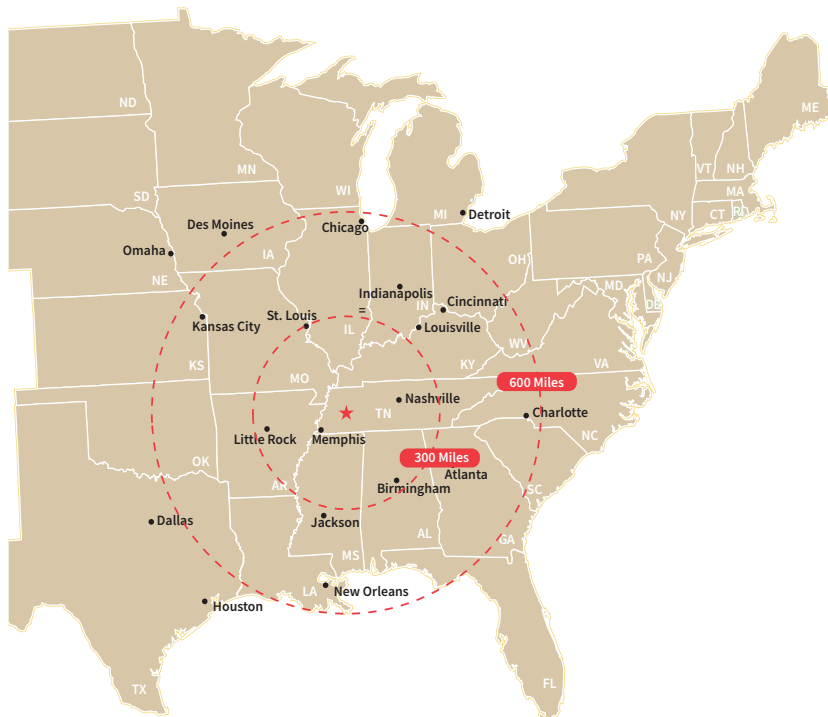 ND
ME
MN
VT
NH
WI
SD
MA
MI
NY
CT
RI
Detroit
Des Moines
Chicago
Omaha
IA
OH
PA
NE
NJ
MD
Indianapolis
IN
DE
Cincinnati
=
St. Louis
Kansas City
IL
Louisville
WV
KS
KY
VA
MO
600 Miles
Nashville
TN
Charlotte
Little Rock
Memphis
NC
300 Miles
OK
Atlanta
AR
Birmingham
SC
Dallas
Jackson
AL
GA
MS
LA
New Orleans
Houston
TX
FL